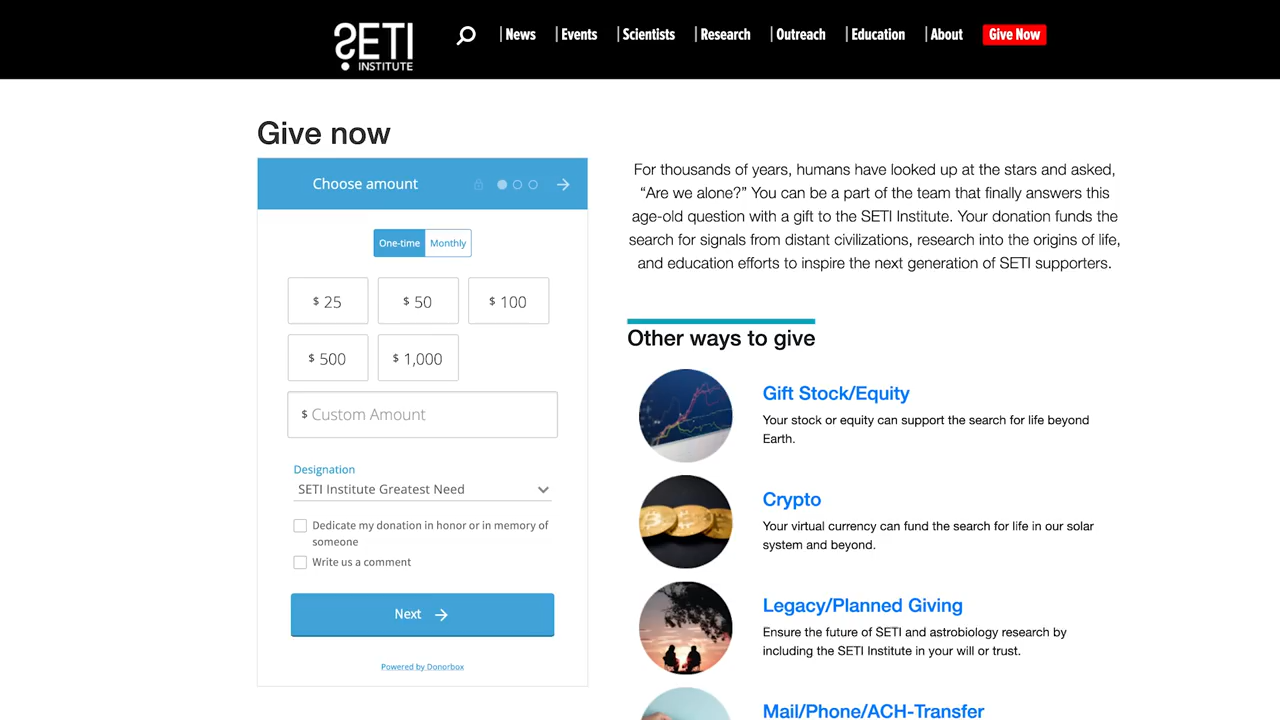 SETI
INSTITUTE
News
Events
Scientists
Research
Outreach
Education
About
Give Now
Give now
Choose amount
One-time
Monthly
$ 25
$ 50
$ 100
$ 500
$ 1,000
$ Custom Amount
Designation
SETI Institute Greatest Need
Dedicate my donation in honor or in memory of
someone
Write us a comment
Next
Powered by Donorbox
For thousands of years, humans have looked up at the stars and asked,
“Are we alone?” You can be a part of the team that finally answers this
age-old question with a gift to the SETI Institute. Your donation funds the
search for signals from distant civilizations, research into the origins of life,
and education efforts to inspire the next generation of SETI supporters.
Other ways to give
Gift Stock/Equity
Your stock or equity can support the search for life beyond
Earth.
Crypto
Your virtual currency can fund the search for life in our solar
system and beyond.
Legacy/Planned Giving
Ensure the future of SETI and astrobiology research by
including the SETI Institute in your will or trust.
Mail/Phone/ACH-Transfer